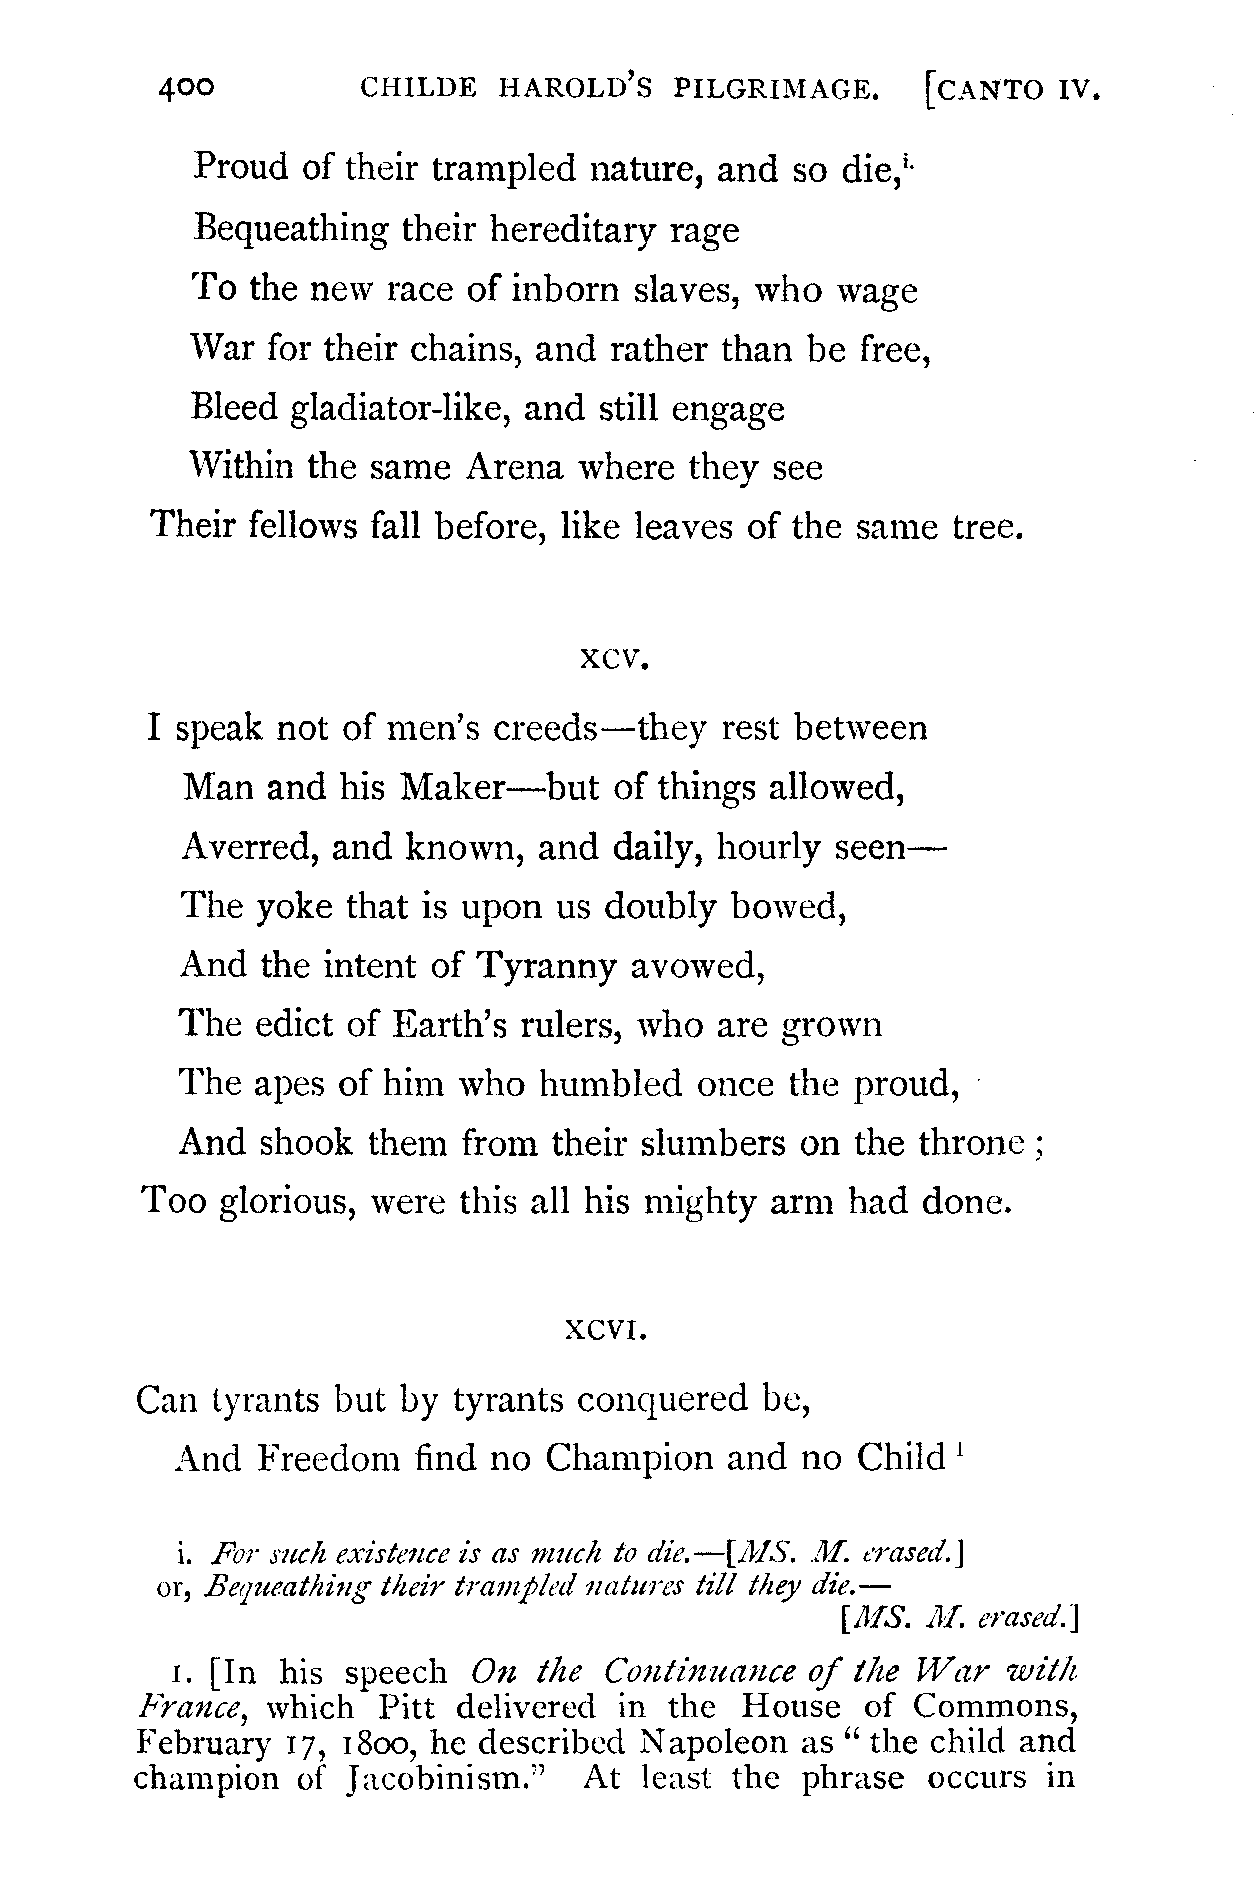 400 CHILDE HAROLD'S PILGRIMAGE. [CANTO IV.
Proud of their trampled nature, and so die,i.
Bequeathing their hereditary rage
To the new race of inborn slaves, who wage
War for their chains, and rather than be free,
Bleed gladiator-like, and still engage
Within the same Arena where they see
Their fellows fall before, like leaves of the same tree.
XCV.
I speak not of men's creeds—they rest between
Man and his Maker—but of things allowed,
Averred, and known, and daily, hourly seen—
The yoke that is upon us doubly bowed,
And the intent of Tyranny avowed,
The edict of Earth's rulers, who are grown
The apes of him who humbled once the proud,
And shook them from their slumbers on the throne;
Too glorious, were this all his mighty arm had done.
XCVI.
Can tyrants but by tyrants conquered be,
And Freedom find no Champion and no Child 1
i. For such existence is as much to die.—[MS. M. erased.]
or, Bequeathing their trampled natures till they die.—
[MS. M. erased.]
1. [In his speech On the Continuance of the War with
France, which Pitt delivered in the House of Commons,
February 17, 1800, he described Napoleon as "the child and
champion of Jacobinism." At least the phrase occurs in